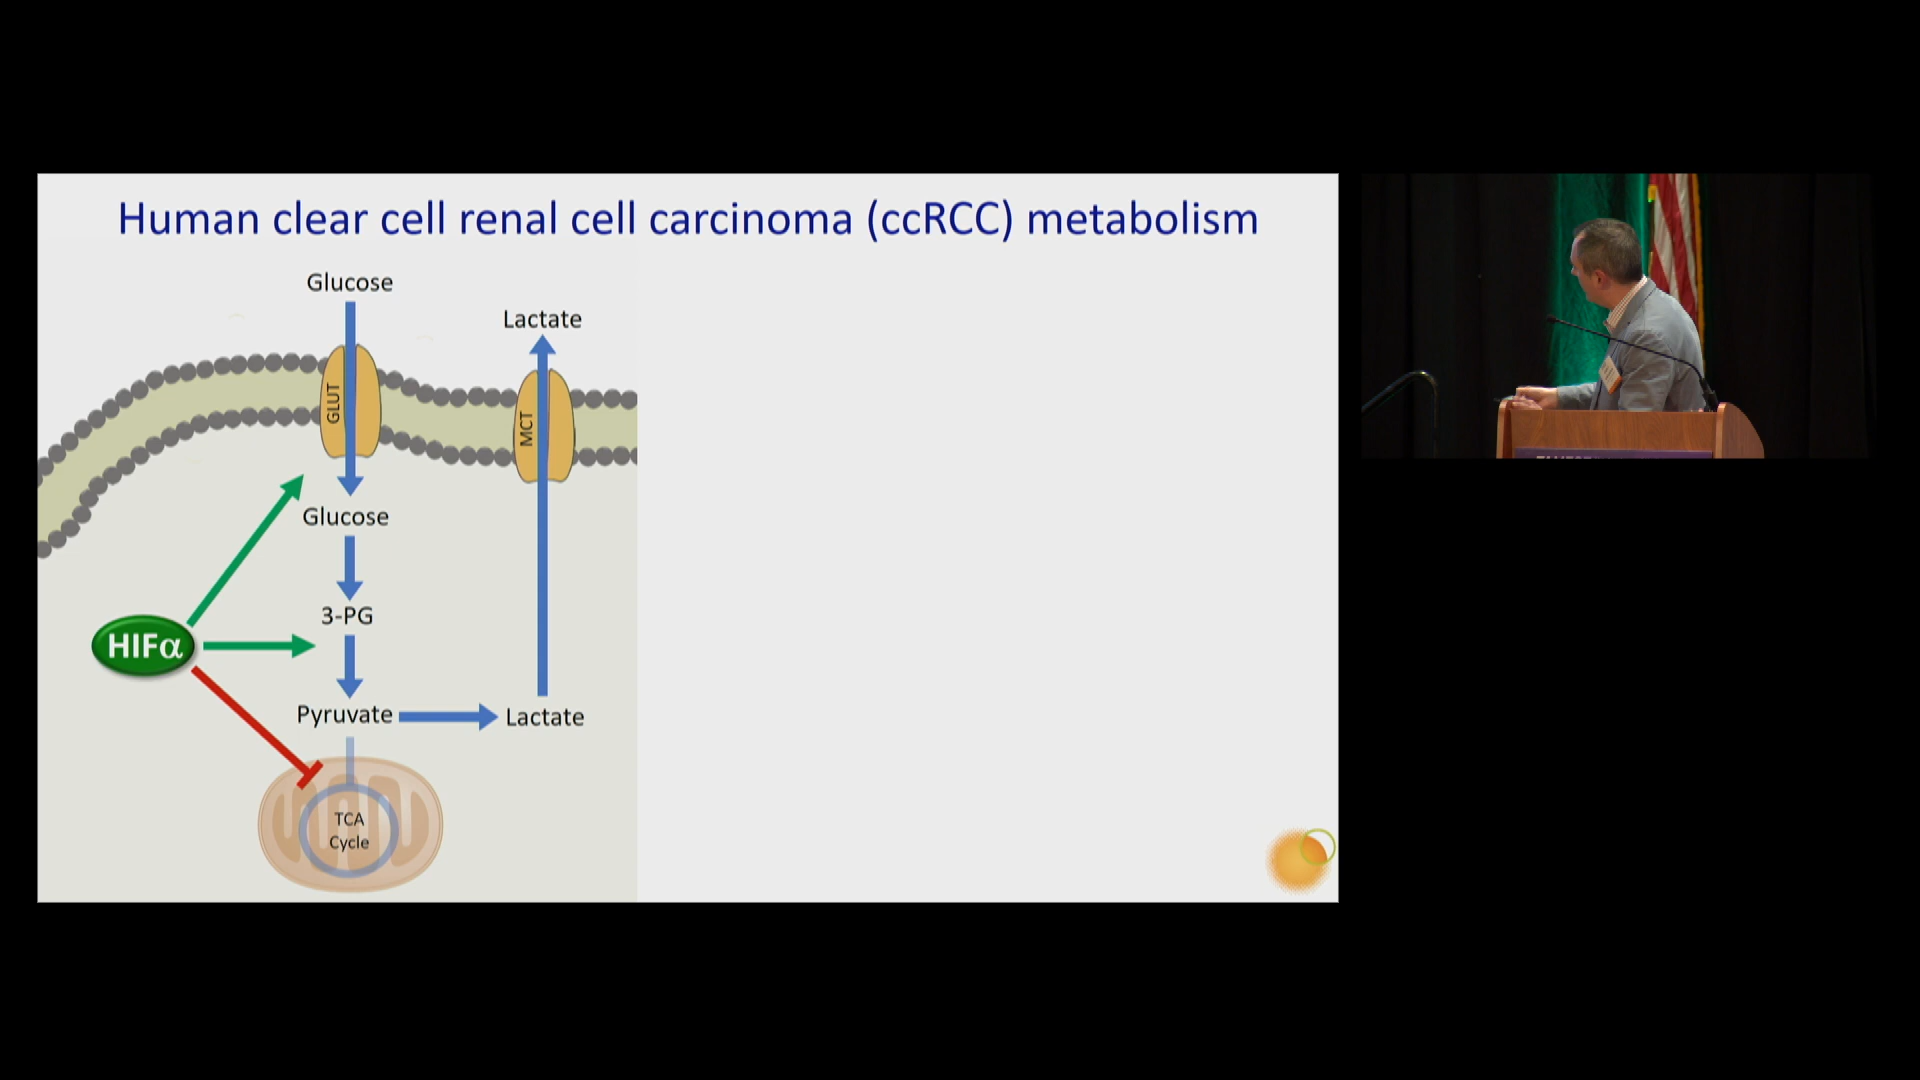 Human clear cell renal cell carcinoma (ccRCC) metabolism
Glucose
Lactate
GLUT
MCT
Glucose
3-PG
HIFα
Pyruvate
Lactate
TCA
Cycle